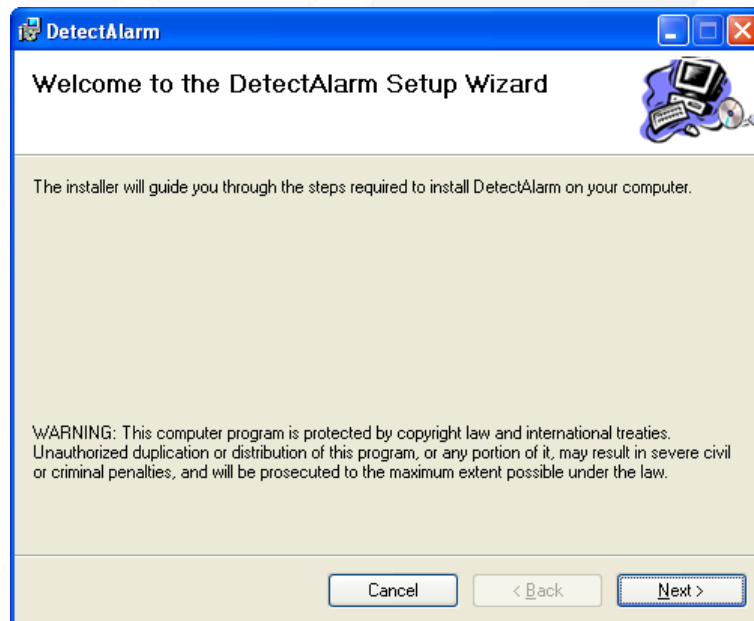 DetectAlarm
Welcome to the DetectAlarm Setup Wizard
The installer will guide you through the steps required to install DetectAlarm on your computer.
WARNING: This computer program is protected by copyright law and international treaties.
Unauthorized duplication or distribution of this program, or any portion of it, may result in severe civil
or criminal penalties, and will be prosecuted to the maximum extent possible under the law.
Cancel < Back Next >